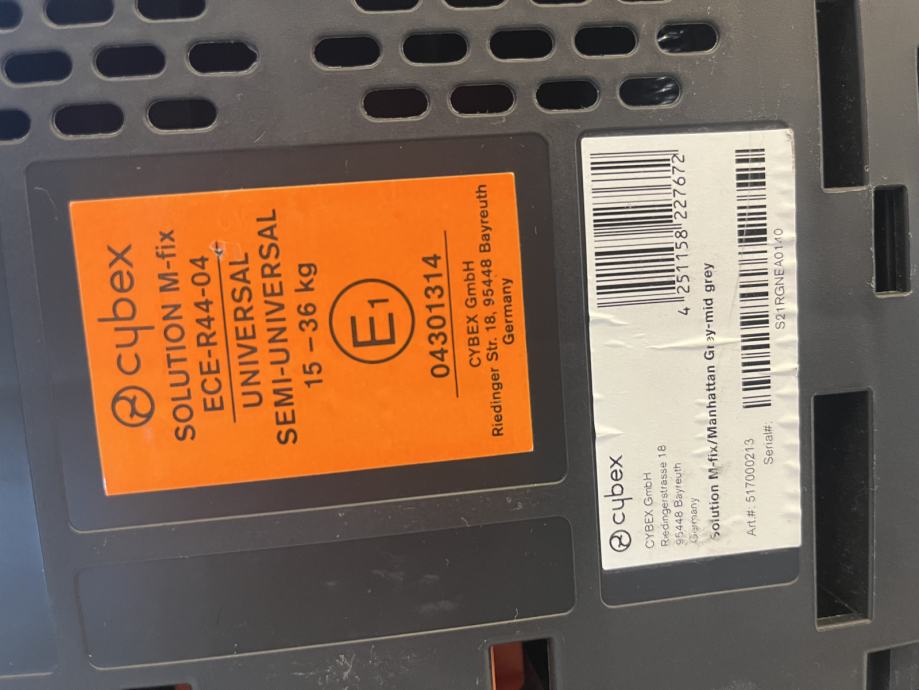 cybex
SOLUTION M-fix
ECE-R44-04
UNIVERSAL
SEMI-UNIVERSAL
15 – 36 kg
E1
04301314
CYBEX GmbH
Riedinger Str. 18, 95448 Bayreuth
Germany
cybex
CYBEX GmbH
Riedingerstrasse 18
95448 Bayreuth
Germany
4 251158 227672
Solution M-fix/Manhattan Grey-mid grey
Art.#: 517000213
Serial#:
S21RGNEA0140